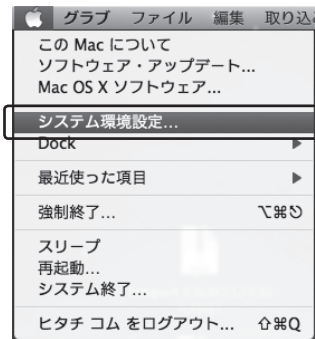 グラブ ファイル 編集 取り込
この Mac について
ソフトウェア・アップデート...
Mac OS X ソフトウェア...
システム環境設定...
Dock
最近使った項目
強制終了... ⌥⌘⎋
スリープ
再起動...
システム終了...
ヒタチ コム をログアウト... ⇧⌘Q